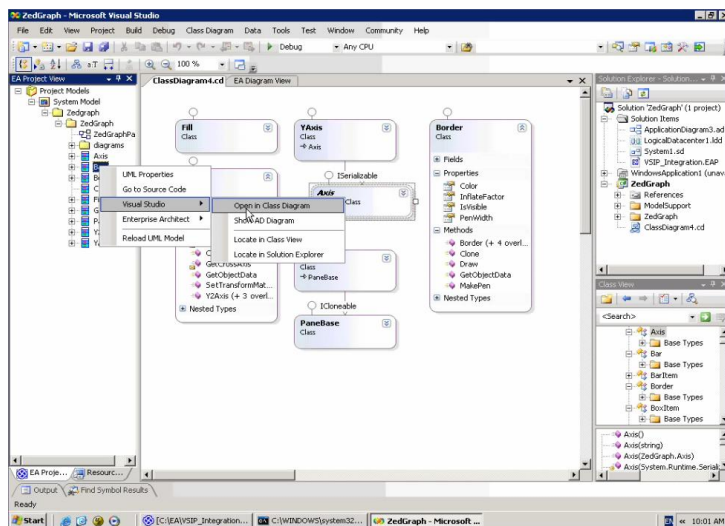 ZedGraph - Microsoft Visual Studio
File Edit View Project Build Debug Class Diagram Data Tools Test Window Community Help
Debug Any CPU
100 %
EA Project View
ClassDiagram4.cd EA Diagram View
Solution Explorer - Solution...
Project Models
System Model
Zedgraph
ZedGraph
ZedGraphPa
diagrams
Axis
UML Properties
Go to Source Code
Visual Studio
Enterprise Architect
Reload UML Model
Open in Class Diagram
Show AD Diagram
Locate in Class View
Locate in Solution Explorer
Fill
Class
GetObjectData
SetTransformMat...
Y2Axis (+ 3 overl...
Nested Types
YAxis
Class
Axis
ISerializable
Axis
Class
Class
PaneBase
ICloneable
PaneBase
Class
Border
Class
Fields
Properties
Color
InflateFactor
IsVisible
PenWidth
Methods
Border (+ 4 overl...
Clone
Draw
GetObjectData
MakePen
Nested Types
Solution 'ZedGraph' (1 project)
Solution Items
ApplicationDiagram3.ad
LogicalDatacenter1.ldd
System1.sd
VSIP_Integration.EAP
WindowsApplication1 (unav
ZedGraph
References
ModelSupport
ZedGraph
ClassDiagram4.cd
Class View
<Search>
Axis
Base Types
Bar
Base Types
BarItem
Border
Base Types
BoxItem
Base Types
Axis()
Axis(string)
Axis(ZedGraph.Axis)
Axis(System.Runtime.Serial
EA Proje... Resourc...
Output Find Symbol Results
Ready
Start [C:\EA\VSIP_Integration... C:\WINDOWS\system32... ZedGraph - Microsoft ... EN 10:01 AM